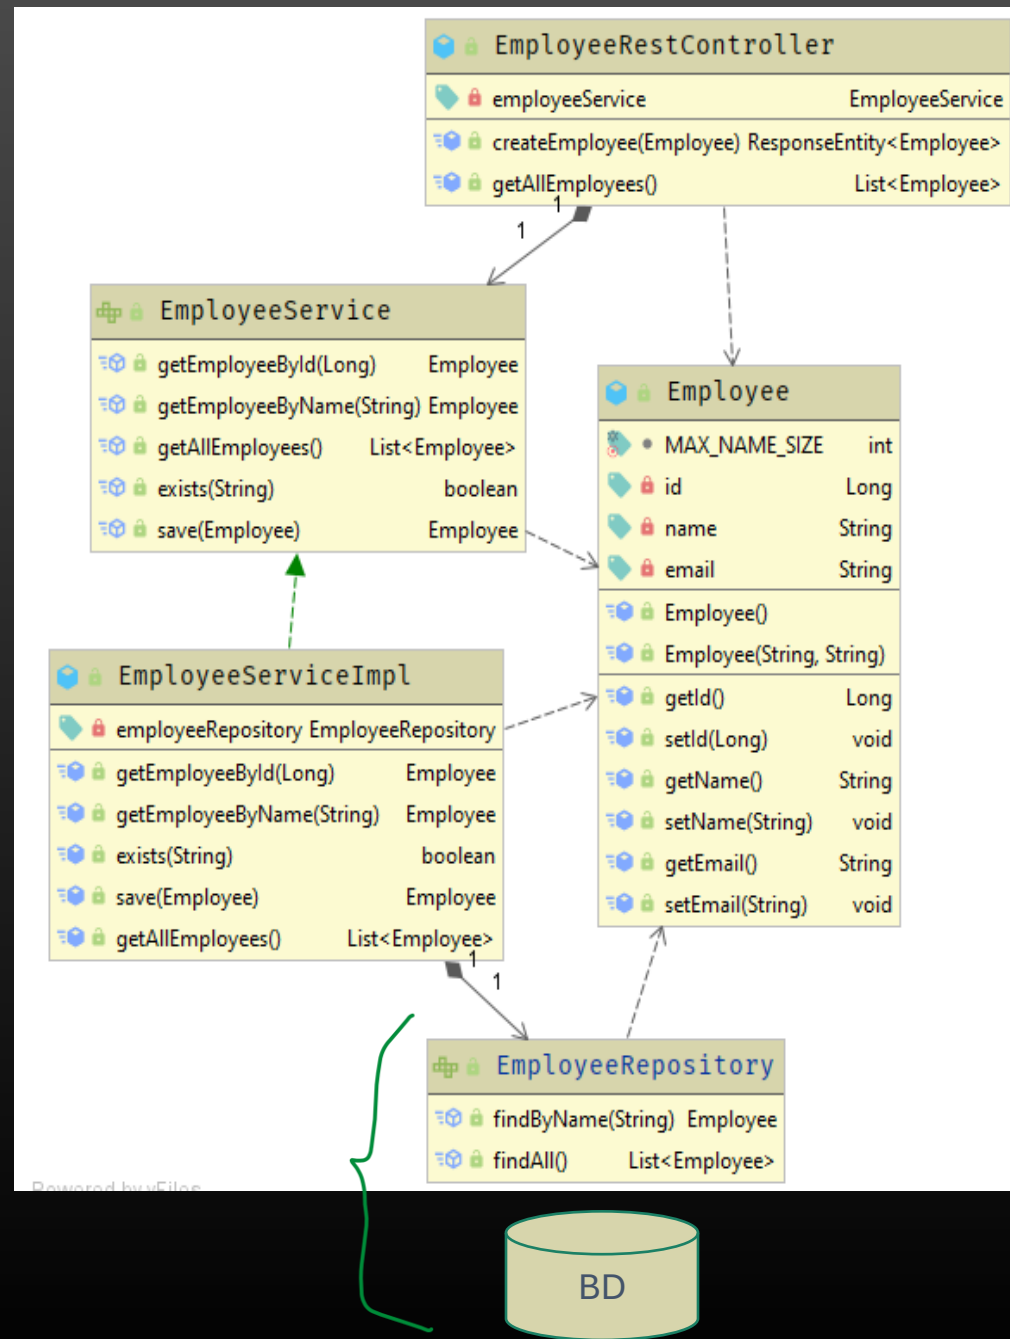 EmployeeRestController
employeeService EmployeeService
createEmployee(Employee) ResponseEntity<Employee>
getAllEmployees() List<Employee>
1
1
EmployeeService
getEmployeeById(Long) Employee
getEmployeeByName(String) Employee
getAllEmployees() List<Employee>
exists(String) boolean
save(Employee) Employee
Employee
MAX_NAME_SIZE int
id Long
name String
email String
Employee()
Employee(String, String)
getId() Long
setId(Long) void
getName() String
setName(String) void
getEmail() String
setEmail(String) void
EmployeeServiceImpl
employeeRepository EmployeeRepository
getEmployeeById(Long) Employee
getEmployeeByName(String) Employee
exists(String) boolean
save(Employee) Employee
getAllEmployees() List<Employee>
1
1
EmployeeRepository
findByName(String) Employee
findAll() List<Employee>
Powered by yFiles
BD